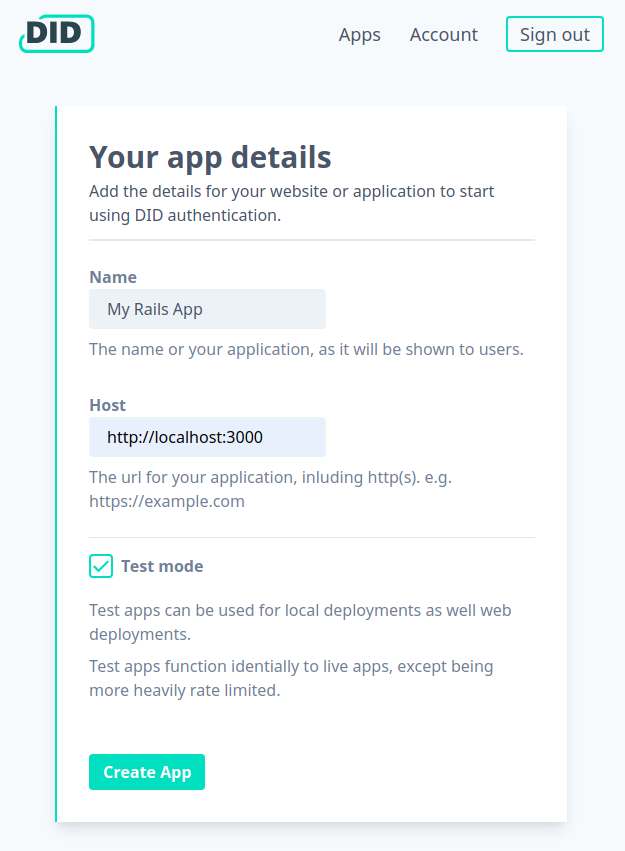 DID
Apps Account Sign out
Your app details
Add the details for your website or application to start
using DID authentication.
Name
My Rails App
The name or your application, as it will be shown to users.
Host
http://localhost:3000
The url for your application, inluding http(s). e.g.
https://example.com
Test mode
Test apps can be used for local deployments as well web
deployments.
Test apps function identially to live apps, except being
more heavily rate limited.
Create App